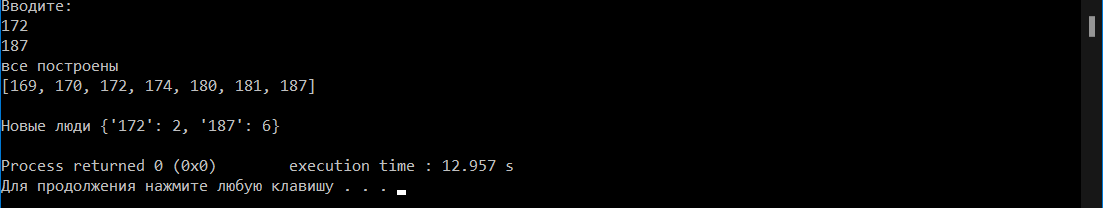 Вводите:
172
187
все построены
[169, 170, 172, 174, 180, 181, 187]
Новые люди {'172': 2, '187': 6}
Process returned 0 (0x0)        execution time : 12.957 s
Для продолжения нажмите любую клавишу . . .